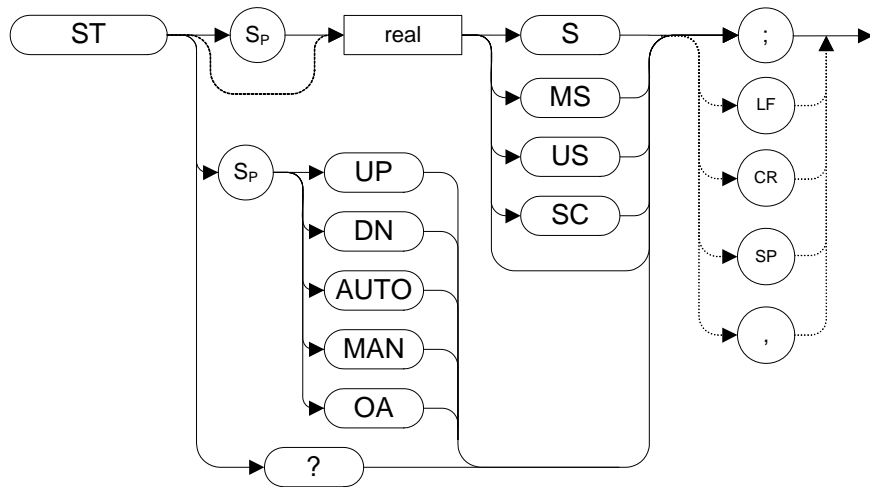 ST SP real S ;
MS LF
US CR
SP UP
SC
DN SP
AUTO
MAN ,
OA
?